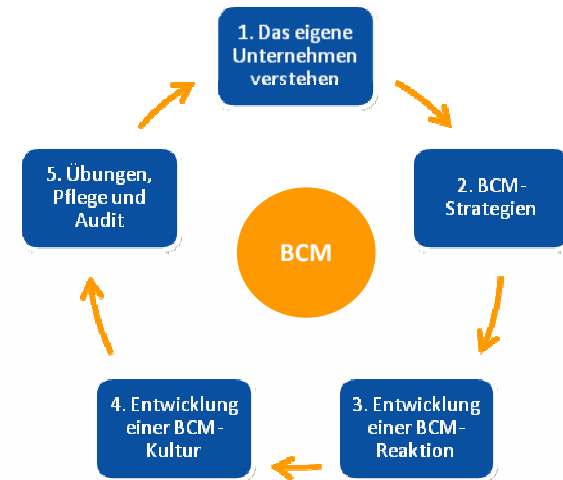 1. Das eigene
Unternehmen
verstehen
2. BCM-
Strategien
3. Entwicklung
einer BCM-
Reaktion
4. Entwicklung
einer BCM-
Kultur
5. Übungen,
Pflege und
Audit
BCM